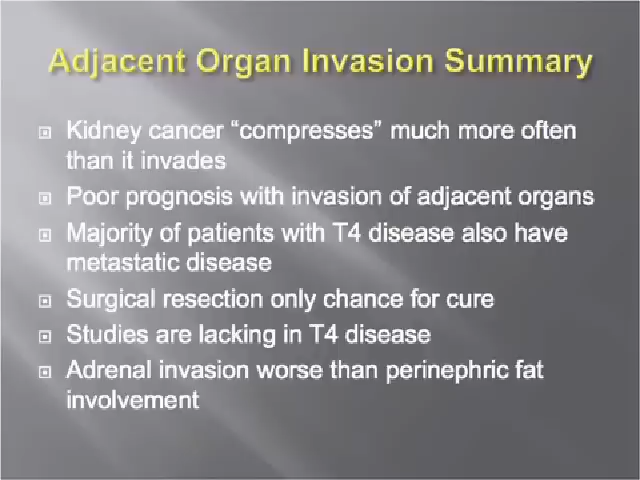 Adjacent Organ Invasion Summary
Kidney cancer “compresses” much more often
than it invades
Poor prognosis with invasion of adjacent organs
Majority of patients with T4 disease also have
metastatic disease
Surgical resection only chance for cure
Studies are lacking in T4 disease
Adrenal invasion worse than perinephric fat
involvement